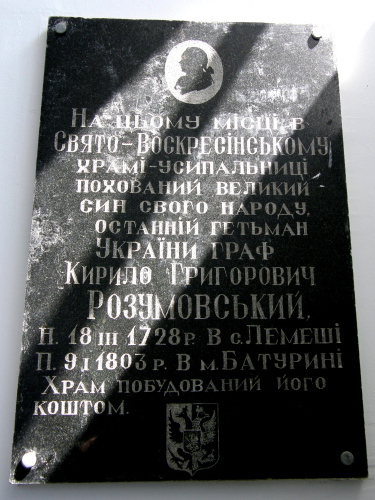 На цьому місці в
Свято-Воскресінському
храмі-усипальниці
похований великий
син свого народу,
останній гетьман
України граф
Кирило Григорович
Розумовський,
Н. 18 III 1728 р. в с. Лемеші
П. 9 I 1803 р. в м. Батурині
Храм побудований його
коштом.